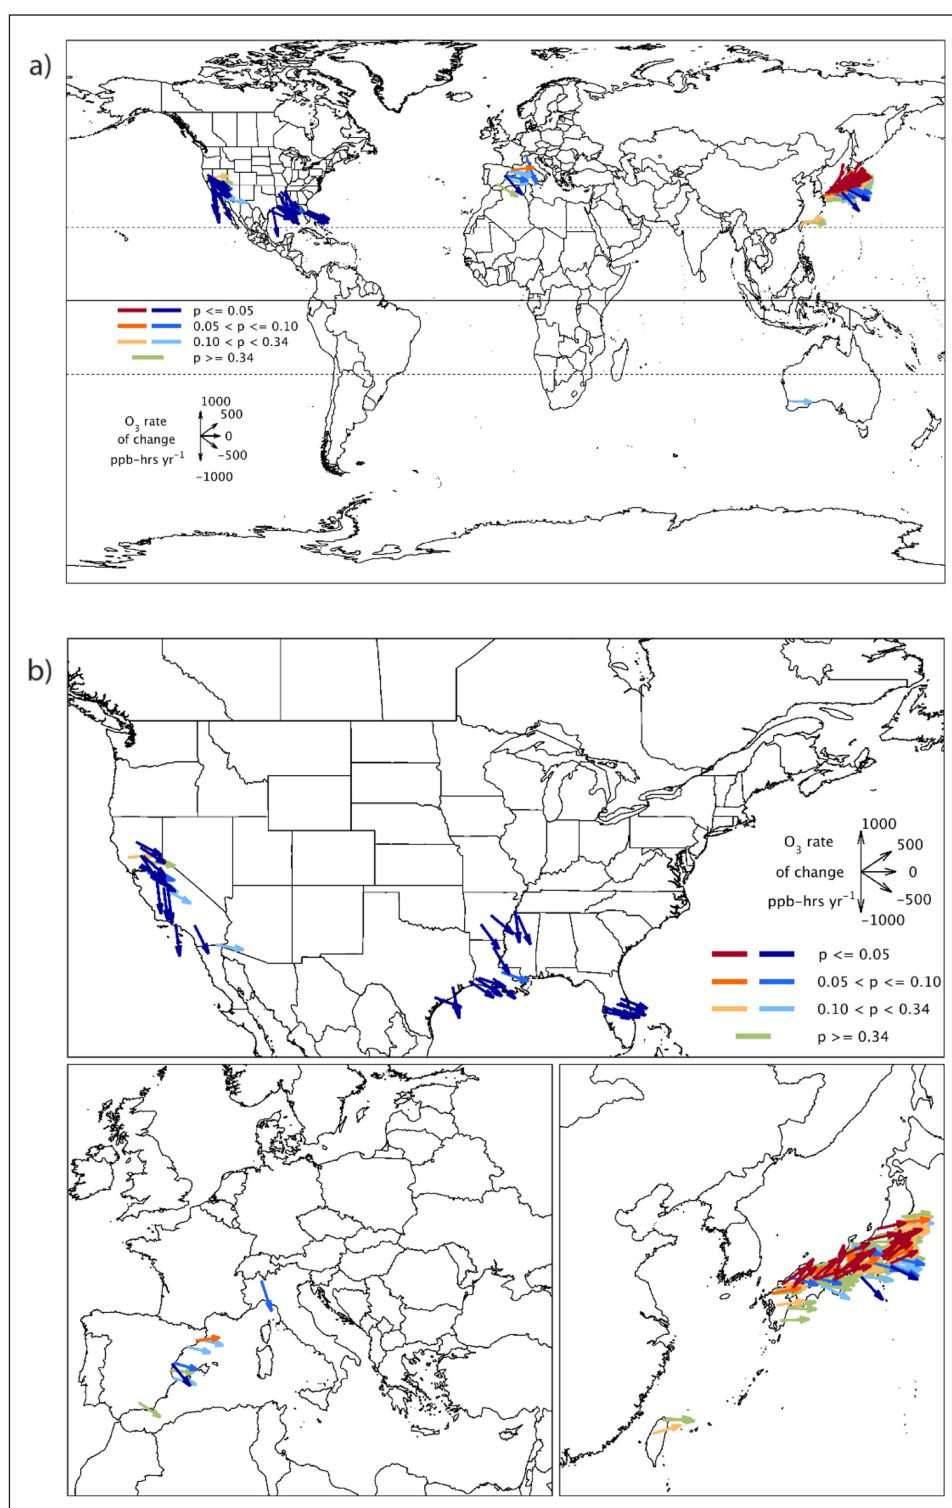 a)
p <= 0.05
0.05 < p <= 0.10
0.10 < p < 0.34
p >= 0.34
1000
O3 rate 500
of change 0
ppb-hrs yr−1 −500
−1000
b)
1000
O3 rate 500
of change 0
ppb-hrs yr−1 −500
−1000
p <= 0.05
0.05 < p <= 0.10
0.10 < p < 0.34
p >= 0.34